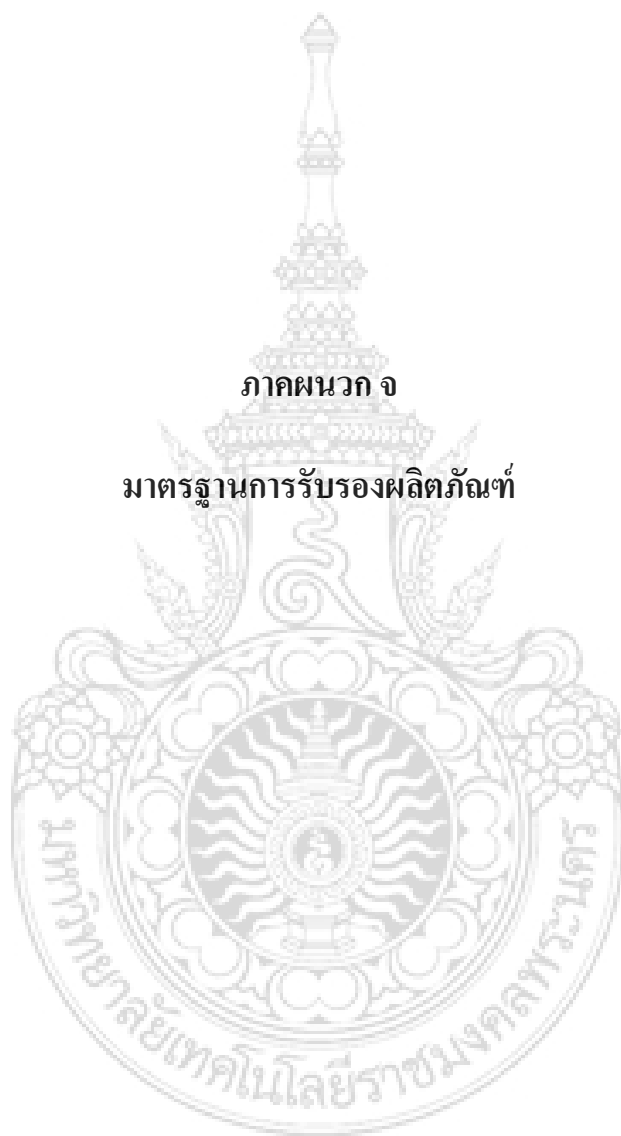 ภาคผนวก จ
มาตรฐานการรับรองผลิตภัณฑ์
มหาวิทยาลัยเทคโนโลยีราชมงคลพระนคร